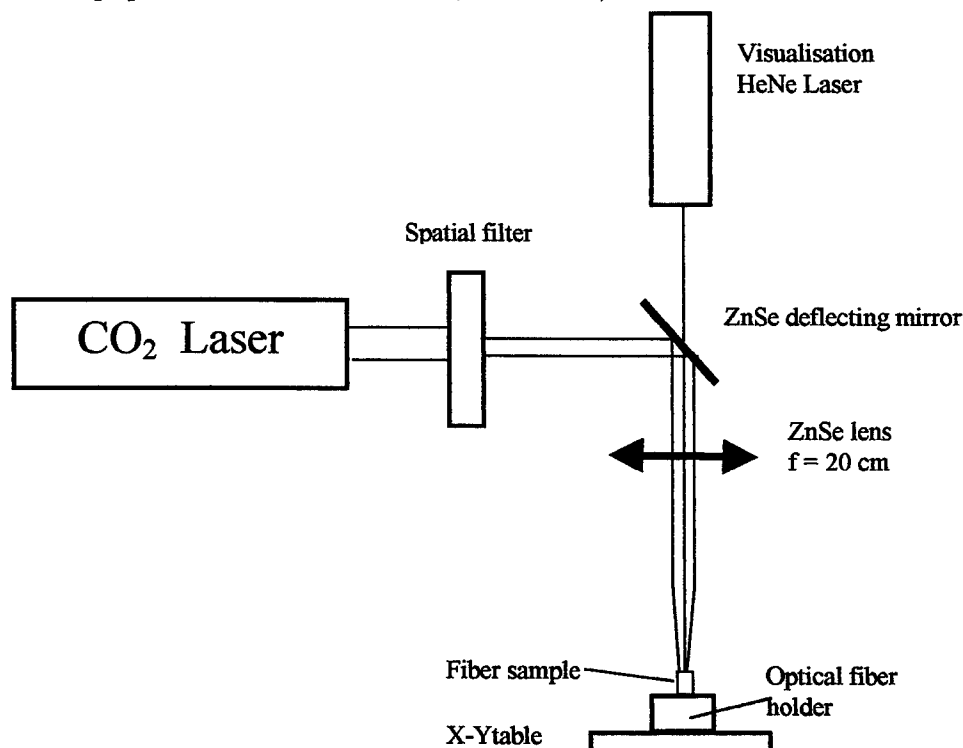 Visualisation
HeNe Laser
Spatial filter
CO₂ Laser
ZnSe deflecting mirror
ZnSe lens
f = 20 cm
Fiber sample
Optical fiber
holder
X-Ytable